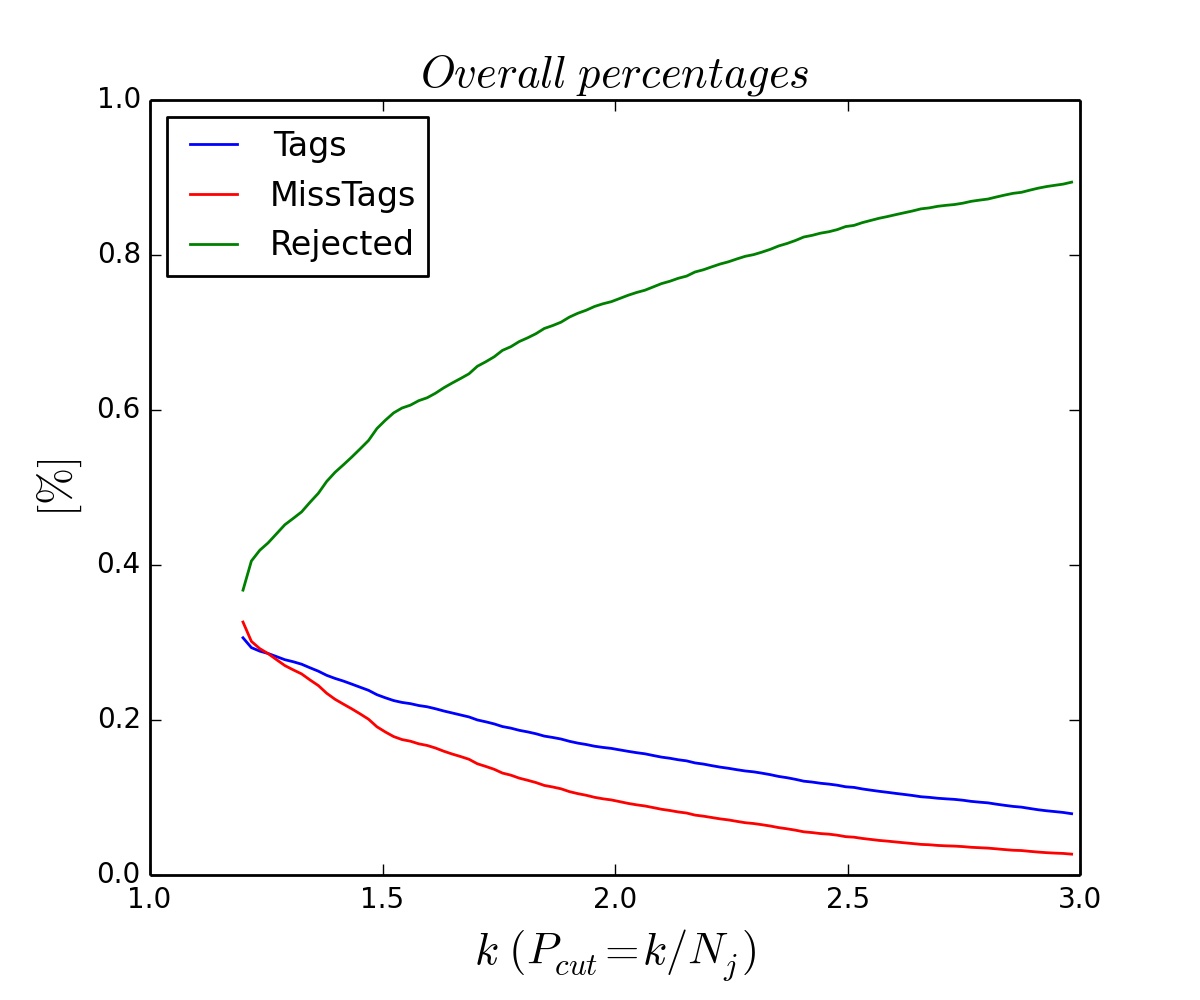 Overall percentages
1.0
0.8
0.6
0.4
0.2
0.0
Tags
MissTags
Rejected
[%]
1.0 1.5 2.0 2.5 3.0
k (P_cut = k/N_j)